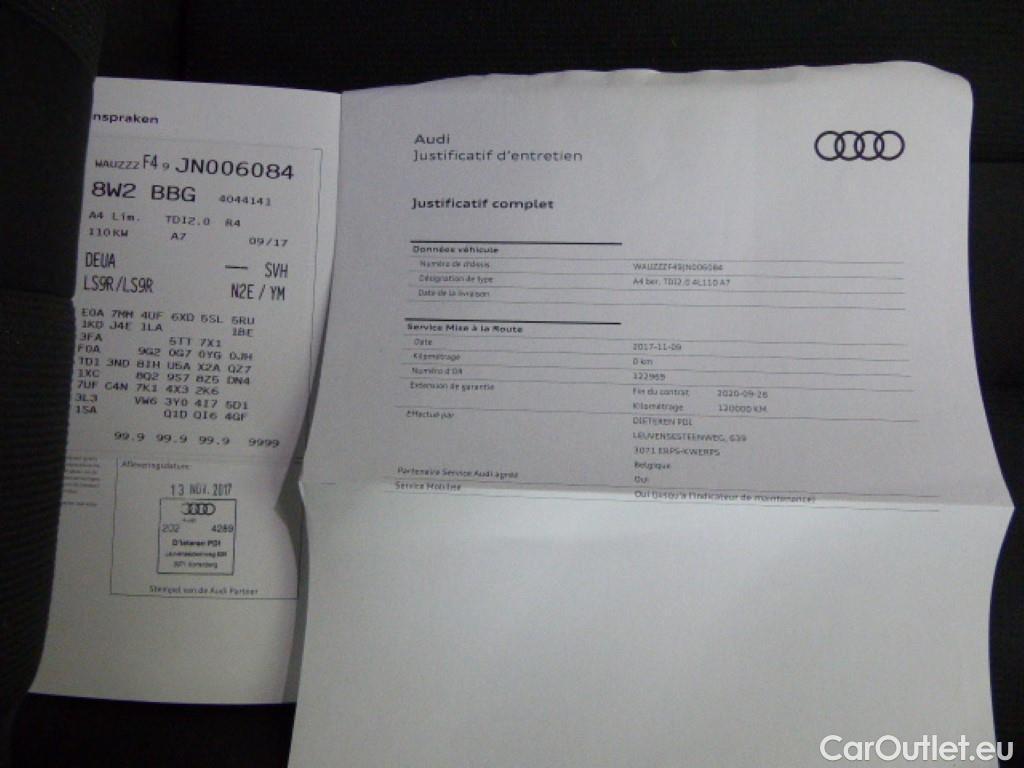 nspraken
WAUZZZ F4 9 JN006084
8W2 BBG 4044141
A4 Lim. TDI2.0 R4
110KW A7 09/17
DEUA — SVH
LS9R/LS9R N2E / YM
E0A 7MM 4UF 6XD 5SL 5RU
1KD J4E 1LA 1BE
3FA 5TT 7X1
F0A 9G2 0G7 0YG 0JH
TD1 3ND 8IH U5A X2A QZ7
1XC 8Q2 9S7 8Z5 DN4
7UF C4N 7K1 4X3 2K6
3L3 VW6 3Y0 4I7 5D1
1SA Q1D QI6 4GF
99.9 99.9 99.9 9999
Afleveringsdatum:
13 NOV. 2017
Audi
202 4289
D'Ieteren PDI
Stempel van de Audi Partner
Audi
Justificatif d'entretien
Justificatif complet
Données véhicule
Numéro de châssis WAUZZZF49JN006084
Désignation de type A4 ber. TDI2.0 4L110 A7
Date de la livraison
Service Mise à la Route
Date 2017-11-09
Kilométrage 0 km
Numéro d'OR 122969
Extension de garantie Fin du contrat 2020-09-26
Kilométrage 120000 KM
Effectué par DIETEREN PDI
LEUVENSESTEENWEG, 639
3071 ERPS-KWERPS
Belgique
Partenaire Service Audi agréé Oui
Service Mobilité Oui (jusqu'à l'indicateur de maintenance)
CarOutlet.eu